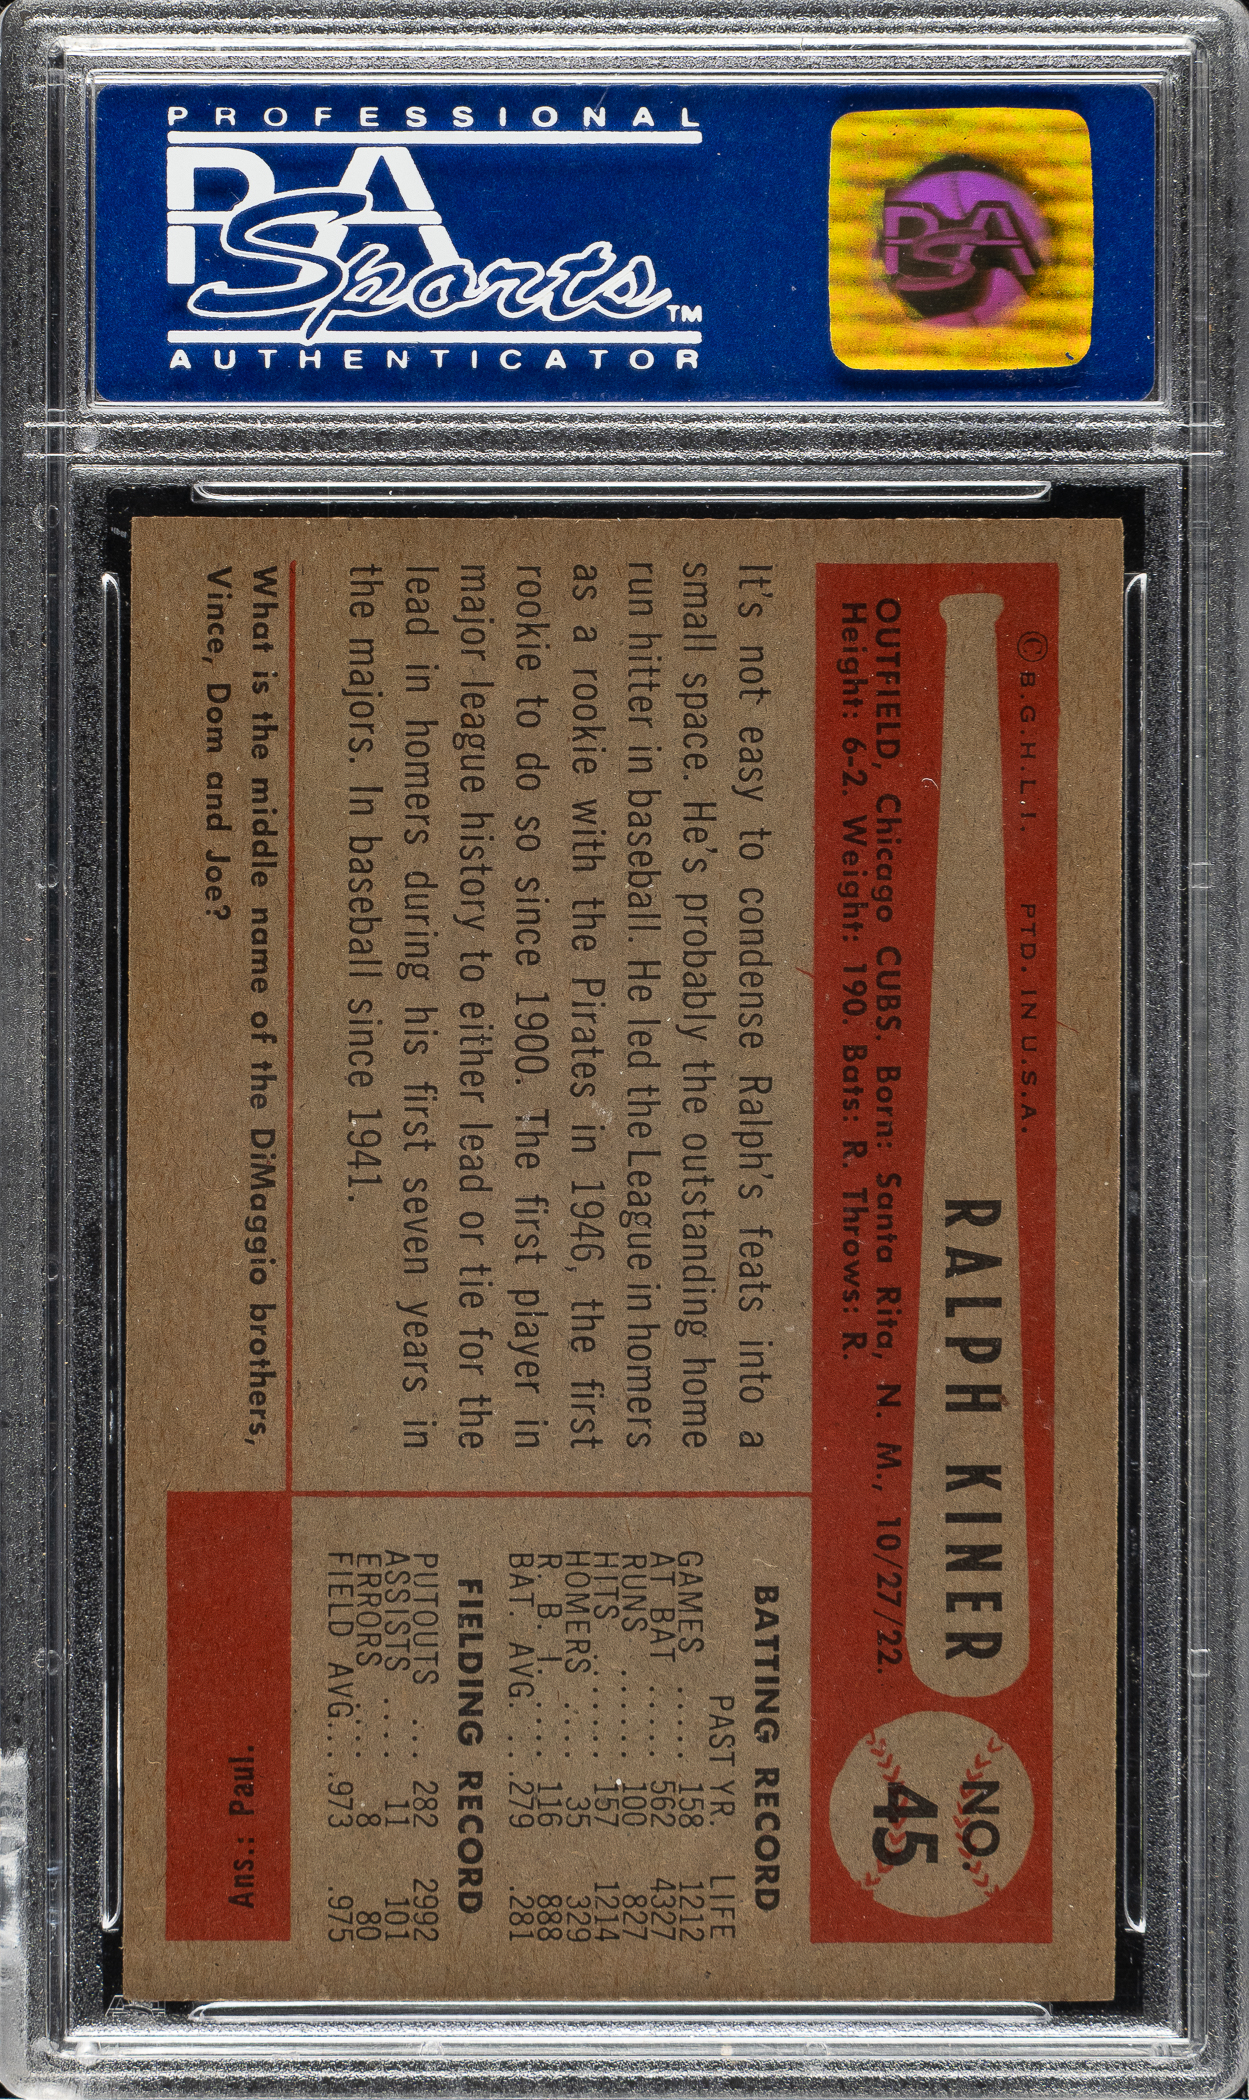 PROFESSIONAL
PSA
Sports™
AUTHENTICATOR
PSA
© B.G.H.L.I. PTD. IN U.S.A.
RALPH KINER
NO.
45
OUTFIELD, Chicago CUBS. Born: Santa Rita, N. M., 10/27/22.
Height: 6-2. Weight: 190. Bats: R. Throws: R.
It's not easy to condense Ralph's feats into a
small space. He's probably the outstanding home
run hitter in baseball. He led the League in homers
as a rookie with the Pirates in 1946, the first
rookie to do so since 1900. The first player in
major league history to either lead or tie for the
lead in homers during his first seven years in
the majors. In baseball since 1941.
BATTING RECORD
PAST YR. LIFE
GAMES ..... 158 1212
AT BAT ..... 562 4327
RUNS ...... 100 827
HITS ...... 157 1214
HOMERS .... 35 329
R. B. I. .... 116 888
BAT. AVG. .. .279 .281
FIELDING RECORD
PUTOUTS ... 282 2992
ASSISTS .... 11 101
ERRORS .... 8 80
FIELD AVG... .973 .975
What is the middle name of the DiMaggio brothers,
Vince, Dom and Joe?
Ans.: Paul.